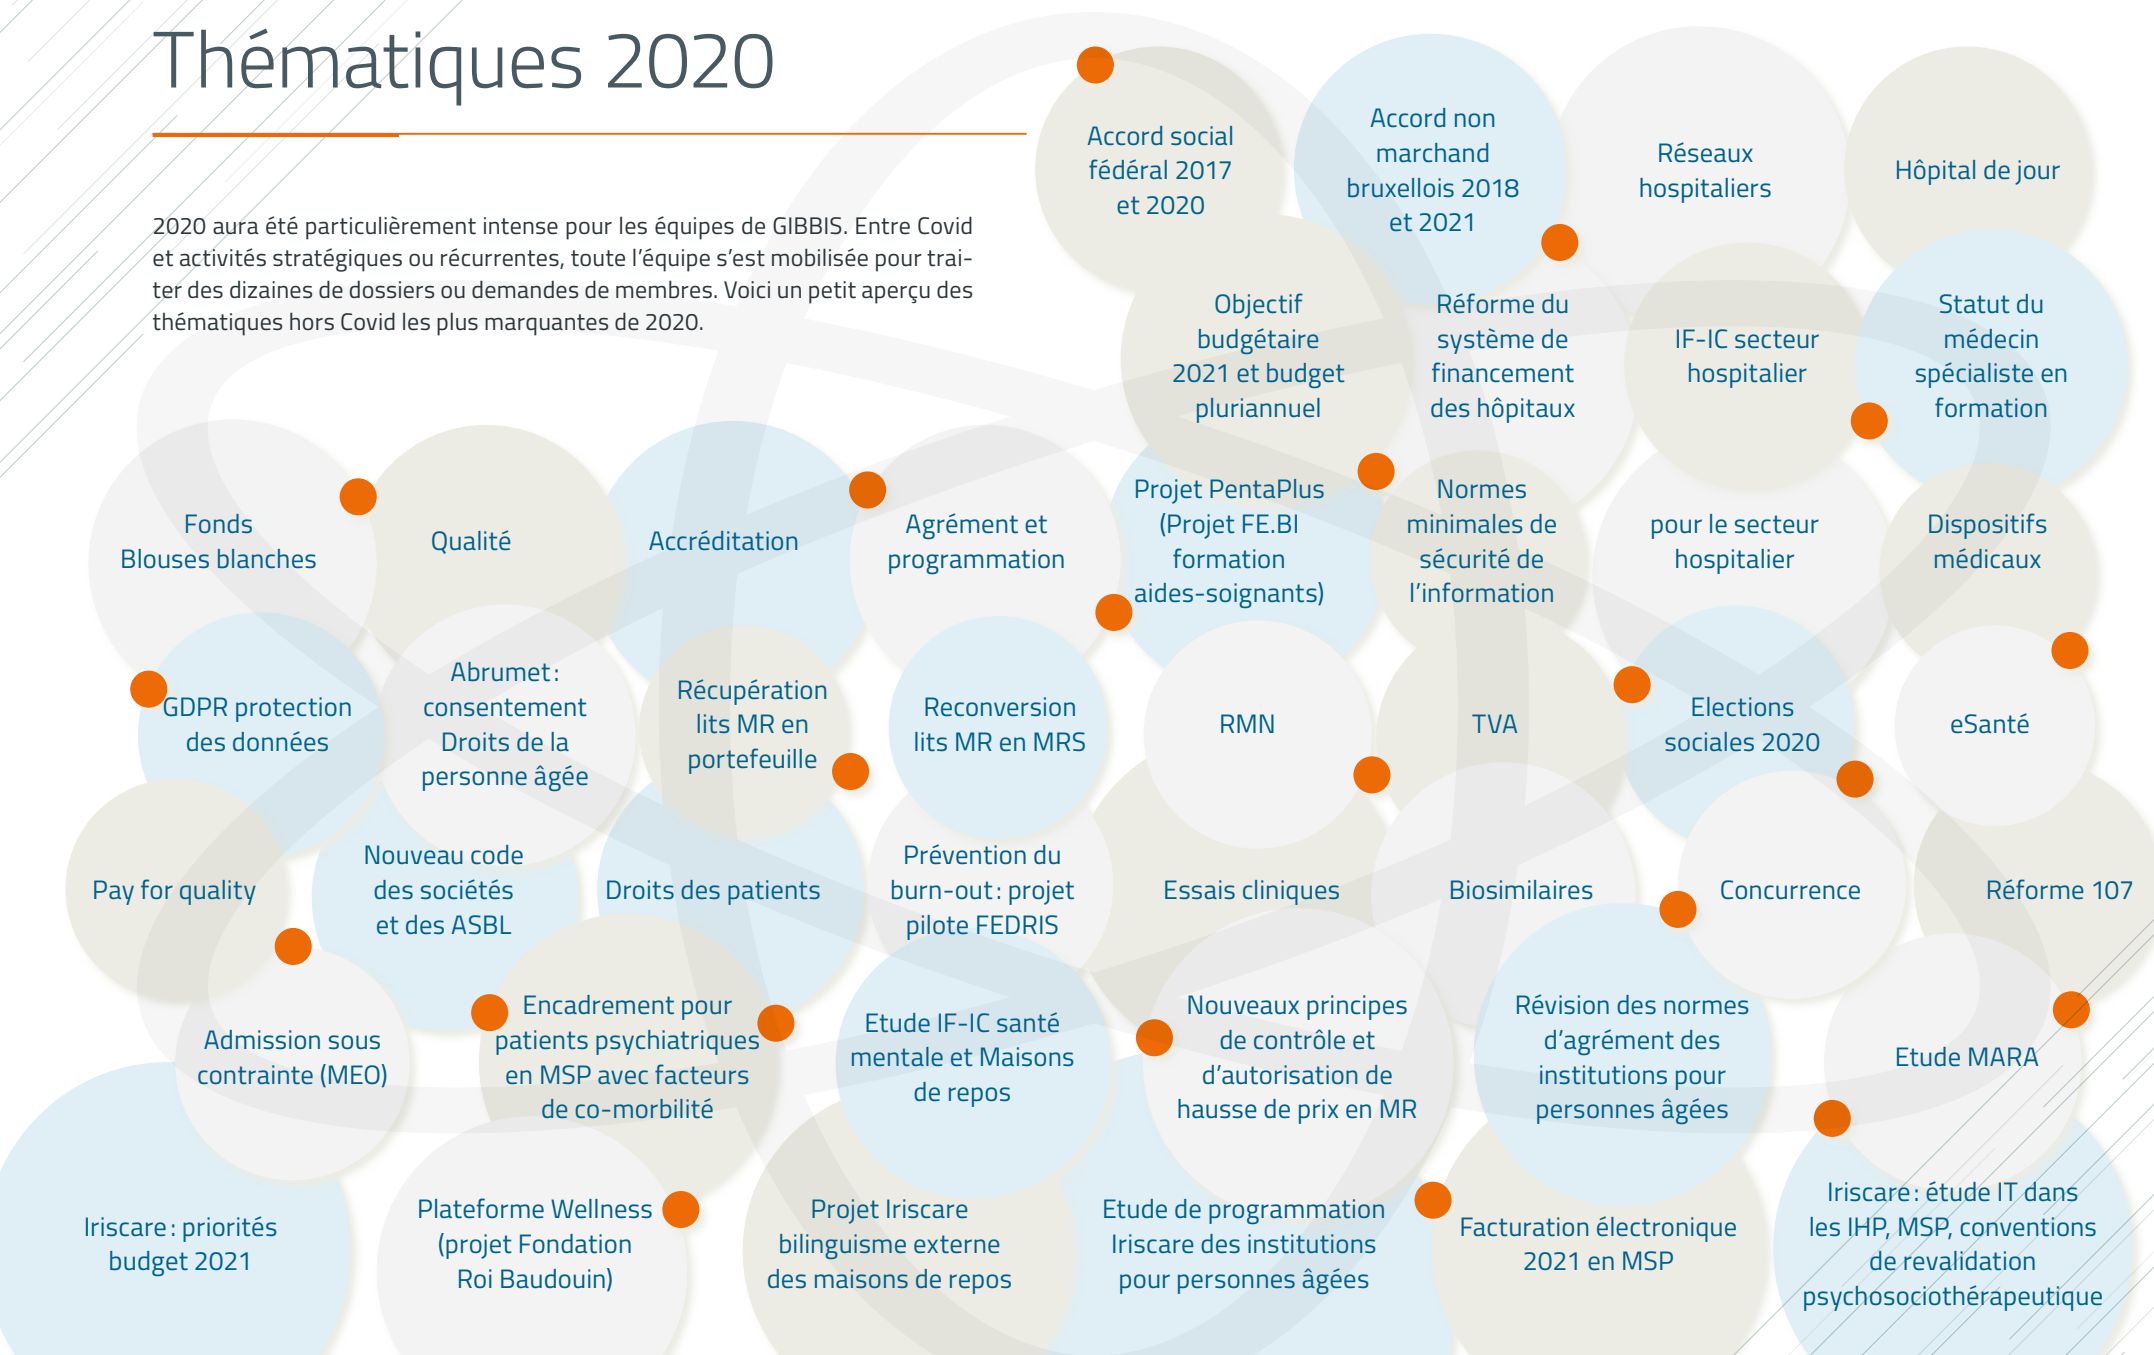 Thématiques 2020
2020 aura été particulièrement intense pour les équipes de GIBBIS. Entre Covid
et activités stratégiques ou récurrentes, toute l'équipe s'est mobilisée pour trai-
ter des dizaines de dossiers ou demandes de membres. Voici un petit aperçu des
thématiques hors Covid les plus marquantes de 2020.
Accord social
fédéral 2017
et 2020
Accord non
marchand
bruxellois 2018
et 2021
Réseaux
hospitaliers
Hôpital de jour
Objectif
budgétaire
2021 et budget
pluriannuel
Réforme du
système de
financement
des hôpitaux
IF-IC secteur
hospitalier
Statut du
médecin
spécialiste en
formation
Fonds
Blouses blanches
Qualité
Accréditation
Agrément et
programmation
Projet PentaPlus
(Projet FE.BI
formation
aides-soignants)
Normes
minimales de
sécurité de
l'information
pour le secteur
hospitalier
Dispositifs
médicaux
GDPR protection
des données
Abrumet :
consentement
Droits de la
personne âgée
Récupération
lits MR en
portefeuille
Reconversion
lits MR en MRS
RMN
TVA
Elections
sociales 2020
eSanté
Pay for quality
Nouveau code
des sociétés
et des ASBL
Droits des patients
Prévention du
burn-out : projet
pilote FEDRIS
Essais cliniques
Biosimilaires
Concurrence
Réforme 107
Admission sous
contrainte (MEO)
Encadrement pour
patients psychiatriques
en MSP avec facteurs
de co-morbilité
Etude IF-IC santé
mentale et Maisons
de repos
Nouveaux principes
de contrôle et
d'autorisation de
hausse de prix en MR
Révision des normes
d'agrément des
institutions pour
personnes âgées
Etude MARA
Iriscare : priorités
budget 2021
Plateforme Wellness
(projet Fondation
Roi Baudouin)
Projet Iriscare
bilinguisme externe
des maisons de repos
Etude de programmation
Iriscare des institutions
pour personnes âgées
Facturation électronique
2021 en MSP
Iriscare : étude IT dans
les IHP, MSP, conventions
de revalidation
psychosociothérapeutique